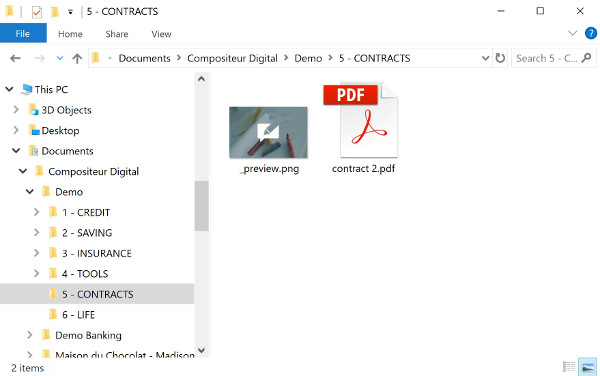 5 - CONTRACTS
File Home Share View
Documents Compositeur Digital Demo 5 - CONTRACTS Search 5 - C...
This PC
3D Objects
Desktop
Documents
Compositeur Digital
Demo
1 - CREDIT
2 - SAVING
3 - INSURANCE
4 - TOOLS
5 - CONTRACTS
6 - LIFE
Demo Banking
Maison du Chocolat - Madison
PDF
_preview.png
contract 2.pdf
2 items